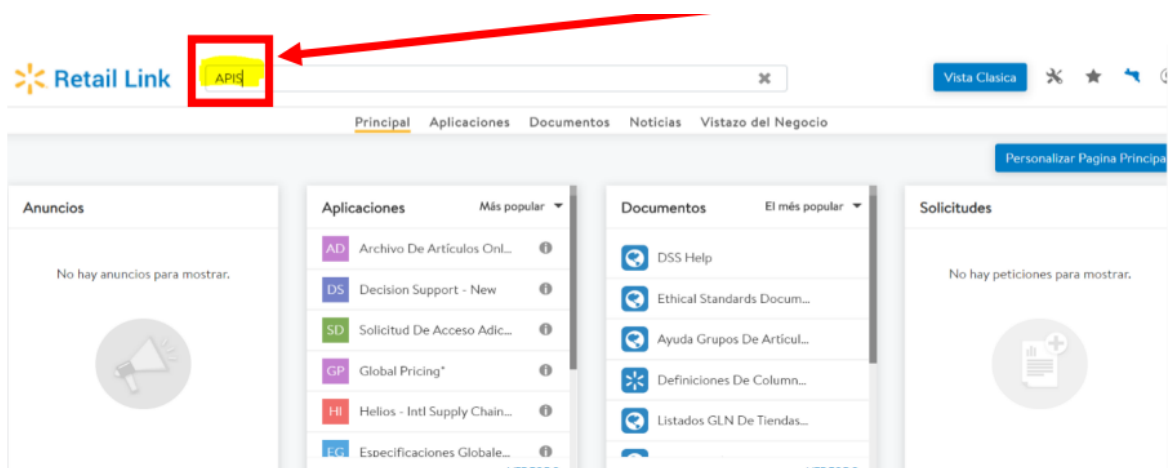 Retail Link
APIS
Vista Clasica
Principal Aplicaciones Documentos Noticias Vistazo del Negocio
Personalizar Pagina Principa
Anuncios
No hay anuncios para mostrar.
Aplicaciones Más popular
AD Archivo De Artículos Onl...
DS Decision Support - New
SD Solicitud De Acceso Adic...
GP Global Pricing*
HI Helios - Intl Supply Chain...
EG Especificaciones Globale...
Documentos El més popular
DSS Help
Ethical Standards Docum...
Ayuda Grupos De Artícul...
Definiciones De Column...
Listados GLN De Tiendas...
Solicitudes
No hay peticiones para mostrar.